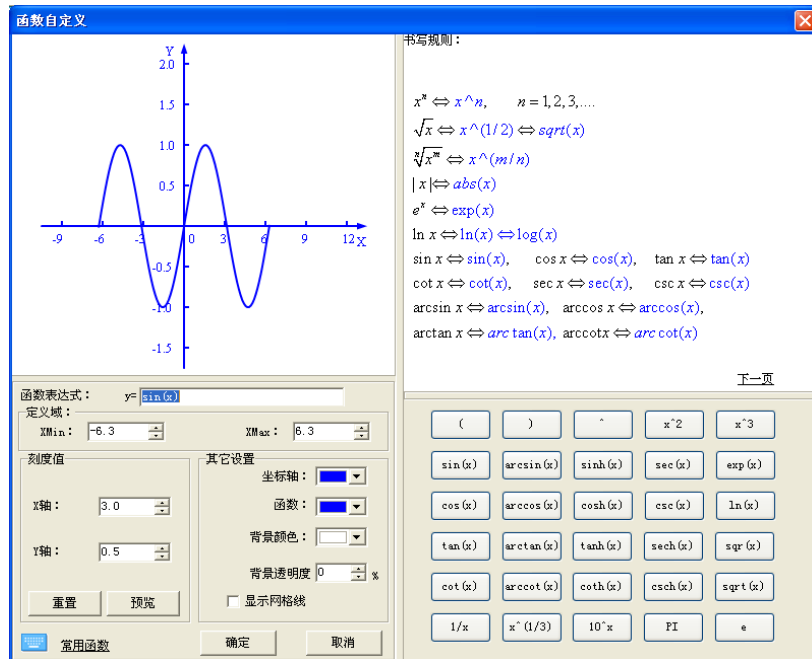 函数自定义
Y
2.0
1.5
1.0
0.5
-9 -6 -3 0 3 6 9 12 X
-0.5
-1.0
-1.5
书写规则：
xⁿ ⇔ x^n, n = 1,2,3,....
√x ⇔ x^(1/2) ⇔ sqrt(x)
ⁿ√xᵐ ⇔ x^(m/n)
| x |⇔ abs(x)
eˣ ⇔ exp(x)
ln x ⇔ ln(x) ⇔ log(x)
sin x ⇔ sin(x), cos x ⇔ cos(x), tan x ⇔ tan(x)
cot x ⇔ cot(x), sec x ⇔ sec(x), csc x ⇔ csc(x)
arcsin x ⇔ arcsin(x), arccos x ⇔ arccos(x),
arctan x ⇔ arc tan(x), arccotx ⇔ arc cot(x)
下一页
函数表达式： y= sin(x)
定义域：
XMin： -6.3 XMax： 6.3
刻度值
X轴： 3.0
Y轴： 0.5
重置 预览
其它设置
坐标轴：
函数：
背景颜色：
背景透明度 0 %
显示网格线
常用函数 确定 取消
( ) ^ x^2 x^3
sin(x) arcsin(x) sinh(x) sec(x) exp(x)
cos(x) arccos(x) cosh(x) csc(x) ln(x)
tan(x) arctan(x) tanh(x) sech(x) sqr(x)
cot(x) arccot(x) coth(x) csch(x) sqrt(x)
1/x x^(1/3) 10^x PI e